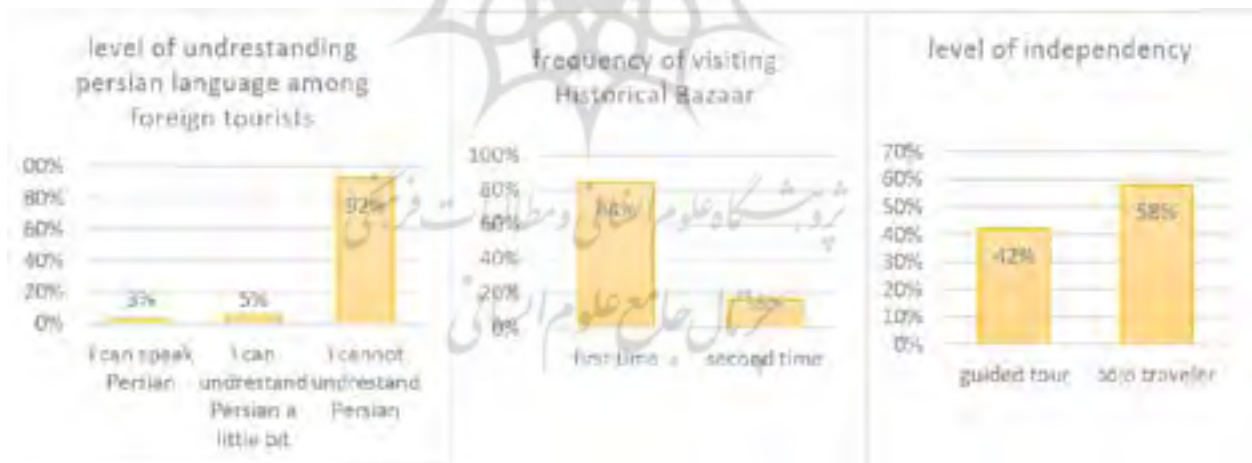 level of undrestanding
persian language among
foreign tourists
00%
80%
60%
40%
20%
0%
3%
5%
92%
I can speak
Persian
I can
undrestand
Persian a
little bit
I cannot
undrestand
Persian
frequency of visiting
Historical Bazaar
100%
80%
60%
40%
20%
0%
84%
first time
second time
level of independency
70%
60%
50%
40%
30%
20%
10%
0%
42%
58%
guided tour
solo traveler
پژوهشگاه علوم انسانی و مطالعات فرهنگی
پرتال جامع علوم انسانی